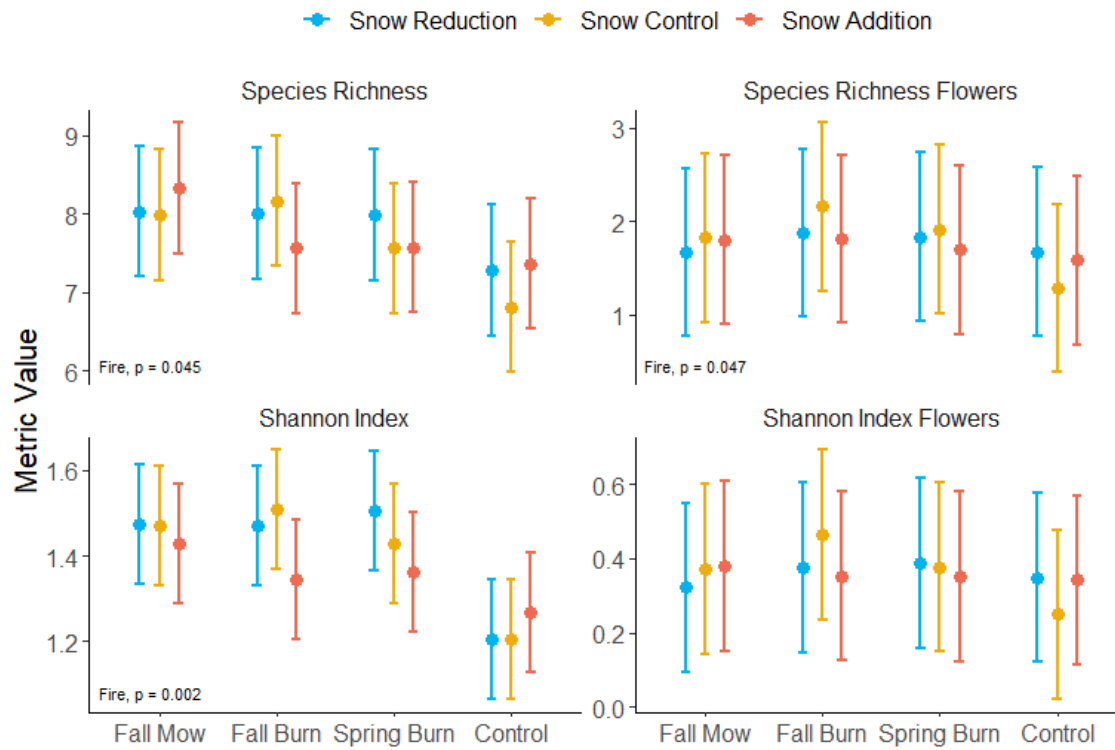 Snow Reduction Snow Control Snow Addition
Species Richness
Species Richness Flowers
9
8
7
6
Fire, p = 0.045
3
2
1
Fire, p = 0.047
Metric Value
Shannon Index
Shannon Index Flowers
1.6
1.4
1.2
Fire, p = 0.002
0.6
0.4
0.2
0.0
Fall Mow Fall Burn Spring Burn Control
Fall Mow Fall Burn Spring Burn Control